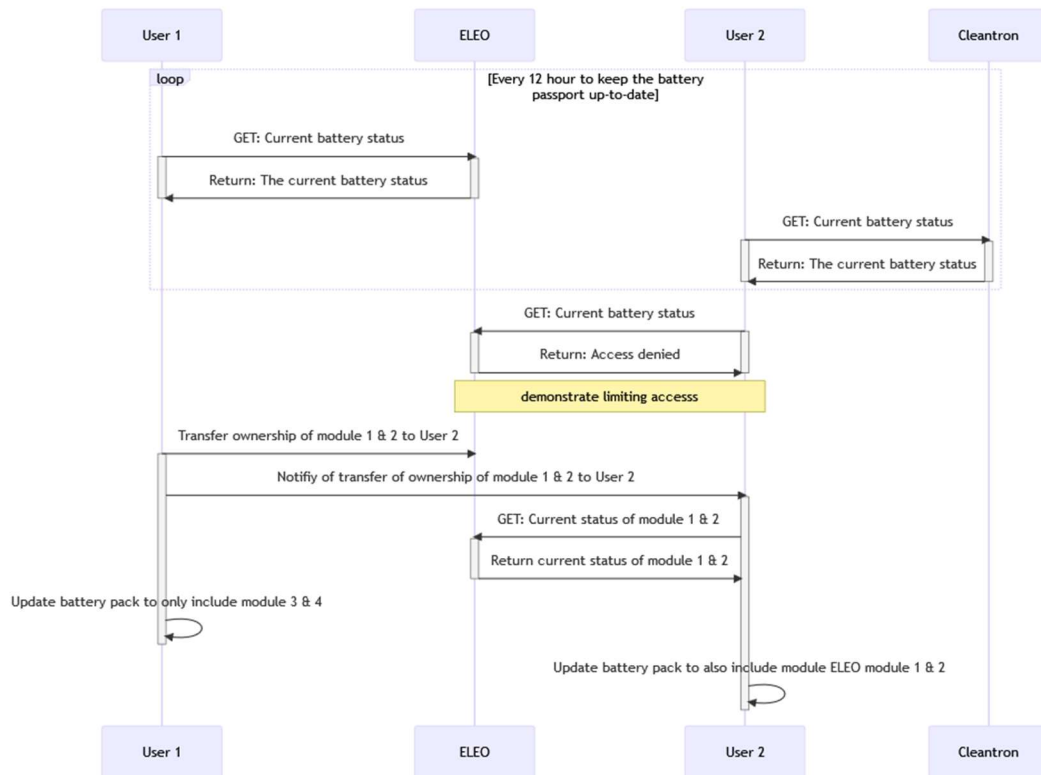 User 1
ELEO
User 2
Cleantron
loop
[Every 12 hour to keep the battery
passport up-to-date]
GET: Current battery status
Return: The current battery status
GET: Current battery status
Return: The current battery status
GET: Current battery status
Return: Access denied
demonstrate limiting accesss
Transfer ownership of module 1 & 2 to User 2
Notifiy of transfer of ownership of module 1 & 2 to User 2
GET: Current status of module 1 & 2
Return current status of module 1 & 2
Update battery pack to only include module 3 & 4
Update battery pack to also include module ELEO module 1 & 2
User 1
ELEO
User 2
Cleantron